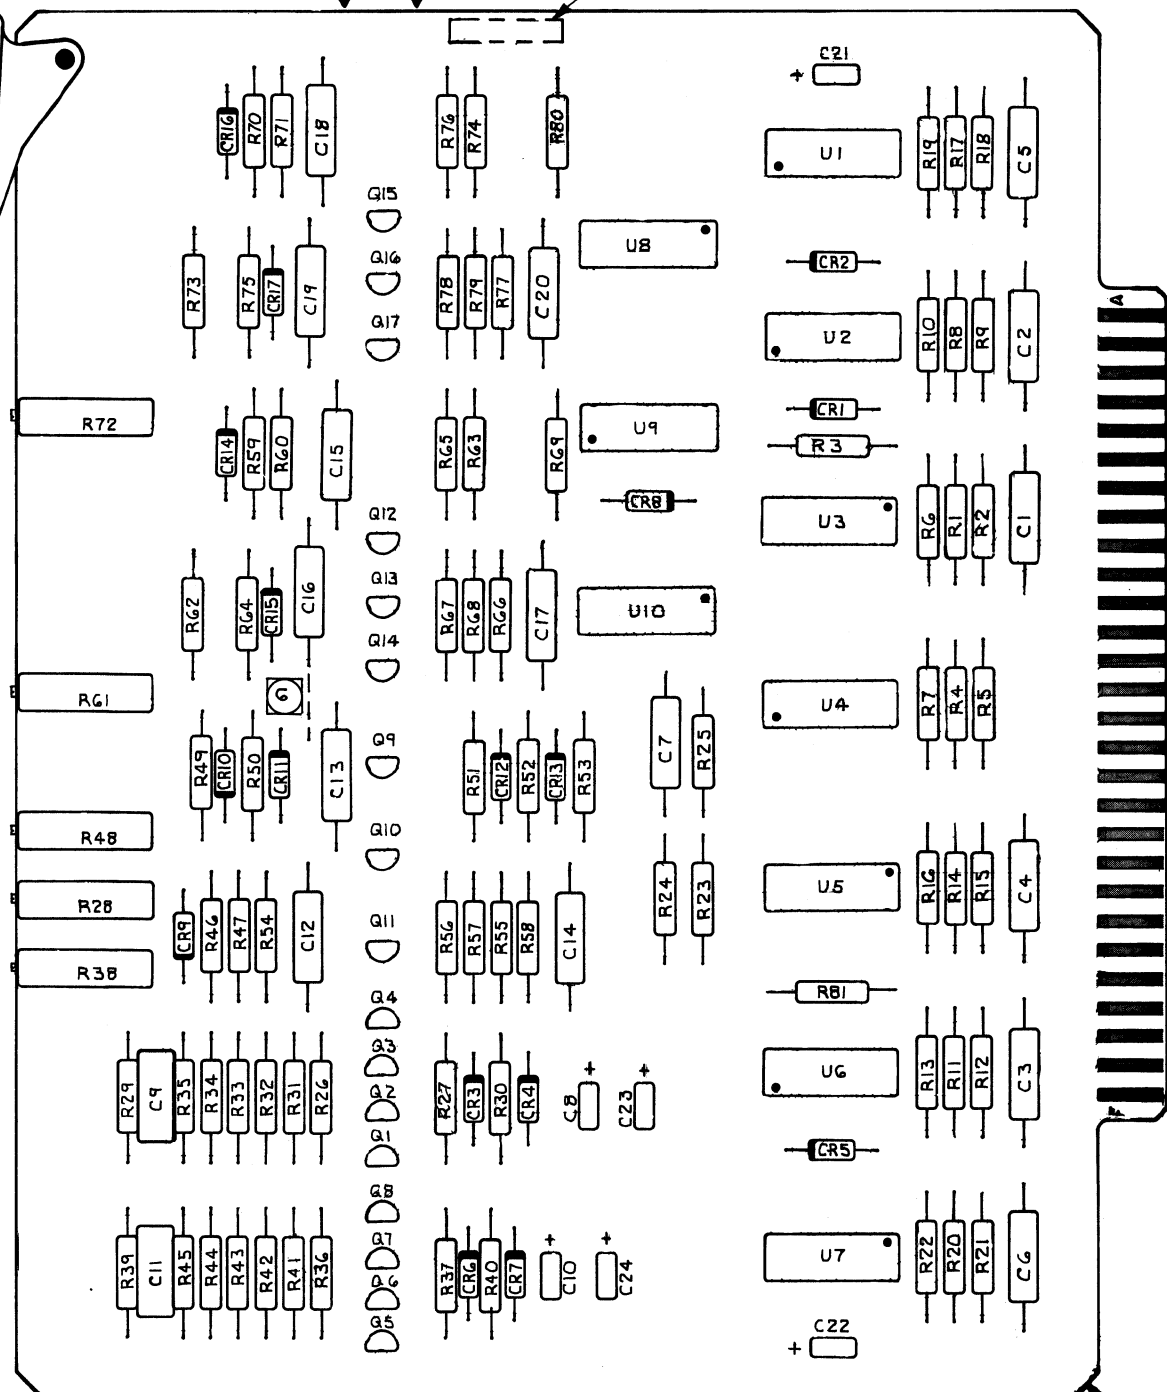 C21
+
CR16 R70 R71 C18 R76 R74 R80
U1 R19 R17 R18 C5
Q15
U8
Q16 CR2
R73 R75 CR17 C19 R78 R79 R77 C20
A
Q17 U2 R10 R8 R9 C2
R72 CR14 R59 R60 C15 R65 R63 R69 U9 CR1
R3
CR8
Q12 U3 R6 R1 R2 C1
Q13
R62 R64 CR15 C16 R67 R68 R66 C17 U10
Q14
R61 G U4 R7 R4 R5
Q9
R49 CR10 R50 CR11 C13 R51 CR12 R52 CR13 R53 C7 R25
R48 Q10
R28 R24 R23 U5 R16 R14 R15 C4
CR9 R46 R47 R54 C12 Q11 R56 R57 R55 R58 C14
R38
R81
Q4
Q3
+ +
U6 R13 R11 R12 C3
R29 C9 R35 R34 R33 R32 R31 R26 Q2 R27 CR3 R30 CR4 C8 C23
F
Q1 CR5
Q8
Q7 + +
U7 R22 R20 R21 C6
R39 C11 R45 R44 R43 R42 R41 R36 Q6 R37 CR6 R40 CR7 C10 C24
Q5
C22
+